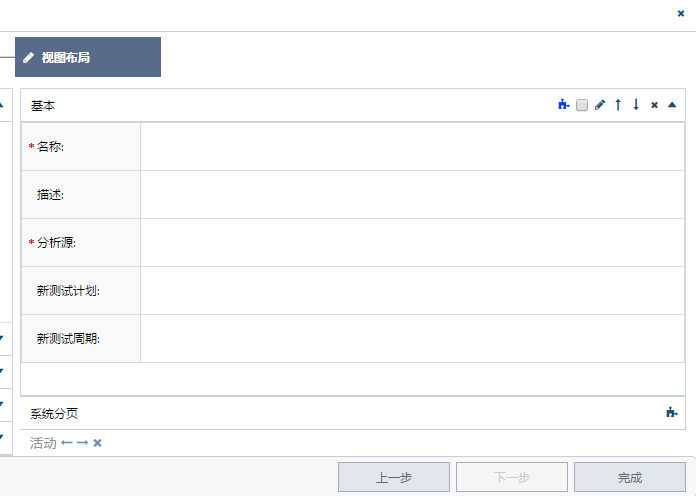 视图布局
基本
* 名称:
描述:
* 分析源:
新测试计划:
新测试周期:
系统分页
活动
上一步 下一步 完成